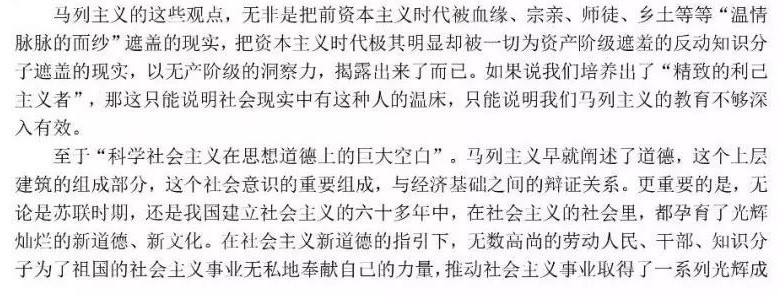 马列主义的这些观点，无非是把前资本主义时代被血缘、宗亲、师徒、乡土等等“温情
脉脉的而纱”遮盖的现实，把资本主义时代极其明显却被一切为资产阶级遮羞的反动知识分
子遮盖的现实，以无产阶级的洞察力，揭露出来了而已。如果说我们培养出了“精致的利己
主义者”，那这只能说明社会现实中有这种人的温床，只能说明我们马列主义的教育不够深
入有效。
至于“科学社会主义在思想道德上的巨大空白”。马列主义早就阐述了道德，这个上层
建筑的组成部分，这个社会意识的重要组成，与经济基础之间的辩证关系。更重要的是，无
论是苏联时期，还是我国建立社会主义的六十多年中，在社会主义的社会里，都孕育了光辉
灿烂的新道德、新文化。在社会主义新道德的指引下，无数高尚的劳动人民、干部、知识分
子为了祖国的社会主义事业无私地奉献自己的力量，推动社会主义事业取得了一系列光辉成